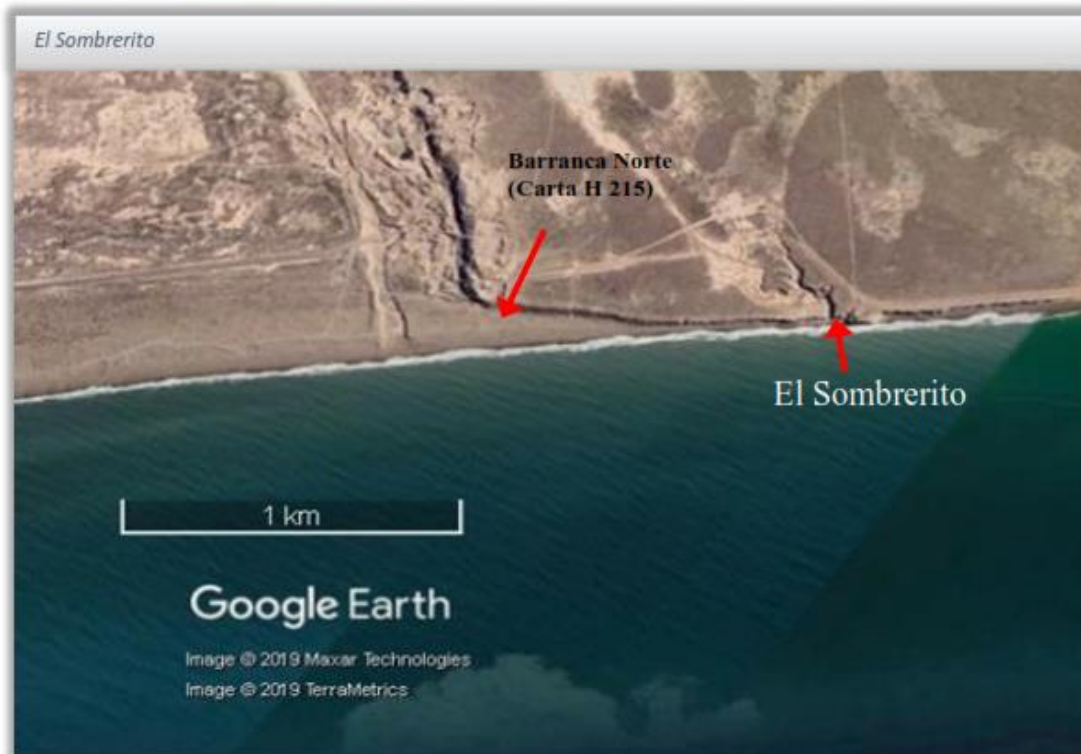 El Sombrerito
Barranca Norte
(Carta H 215)
El Sombrerito
1 km
Google Earth
Image © 2019 Maxar Technologies
Image © 2019 TerraMetrics